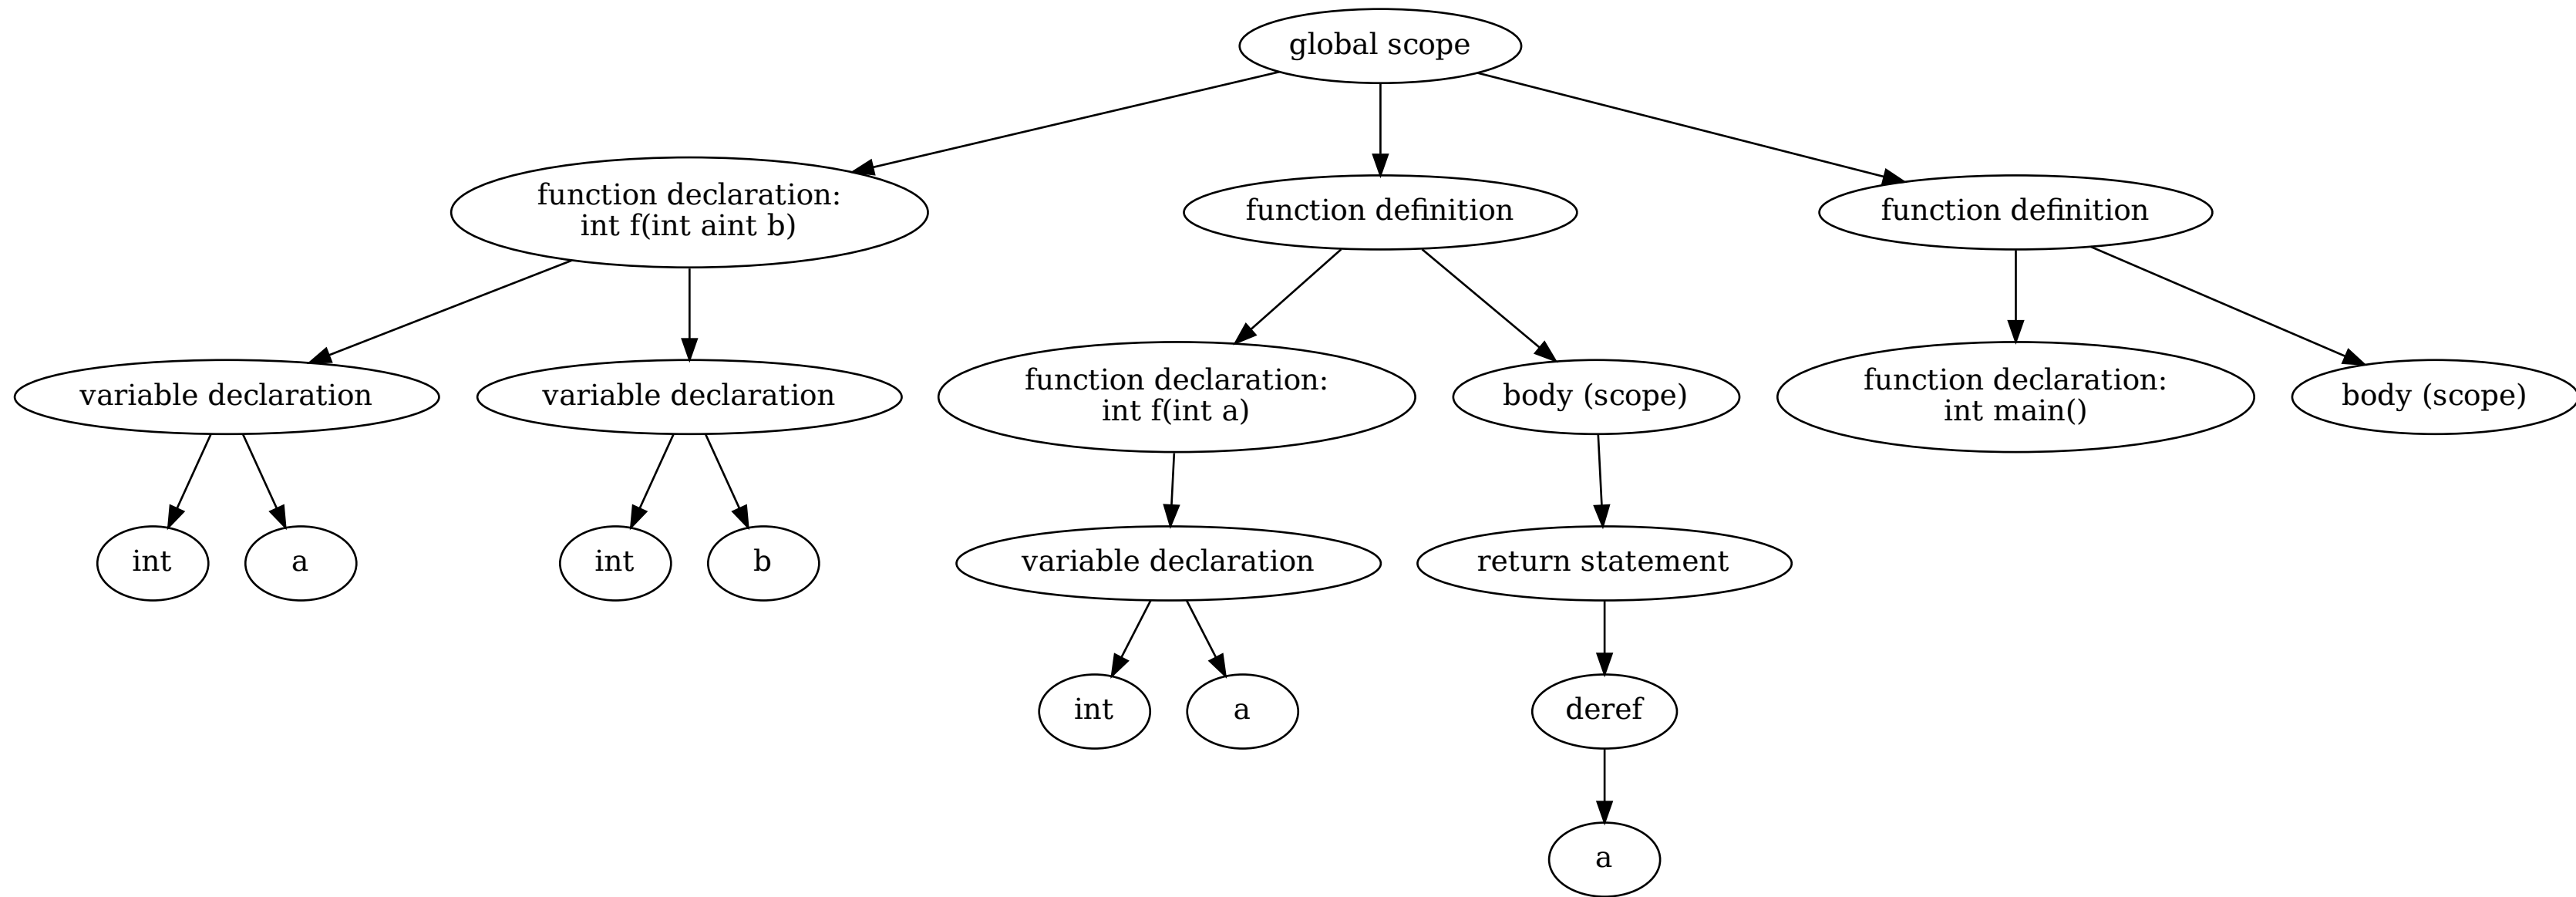 global scope
function declaration:
int f(int aint b)
function definition
function definition
variable declaration
variable declaration
function declaration:
int f(int a)
body (scope)
function declaration:
int main()
body (scope)
int
a
int
b
variable declaration
return statement
int
a
deref
a